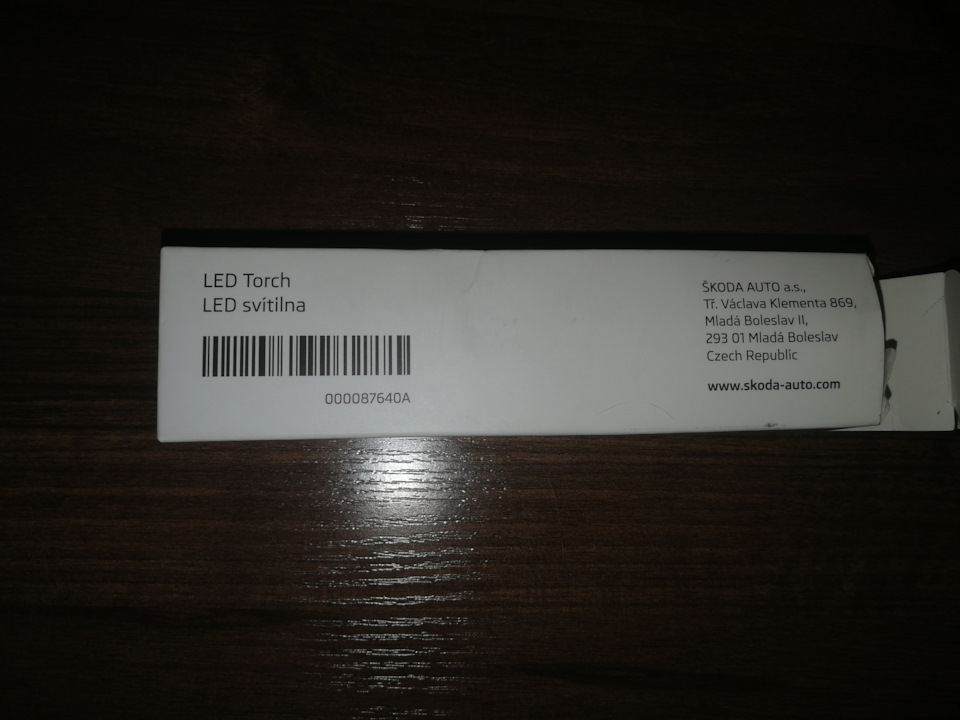 LED Torch
LED svítilna
000087640A
ŠKODA AUTO a.s.,
Tř. Václava Klementa 869,
Mladá Boleslav II,
293 01 Mladá Boleslav
Czech Republic
www.skoda-auto.com